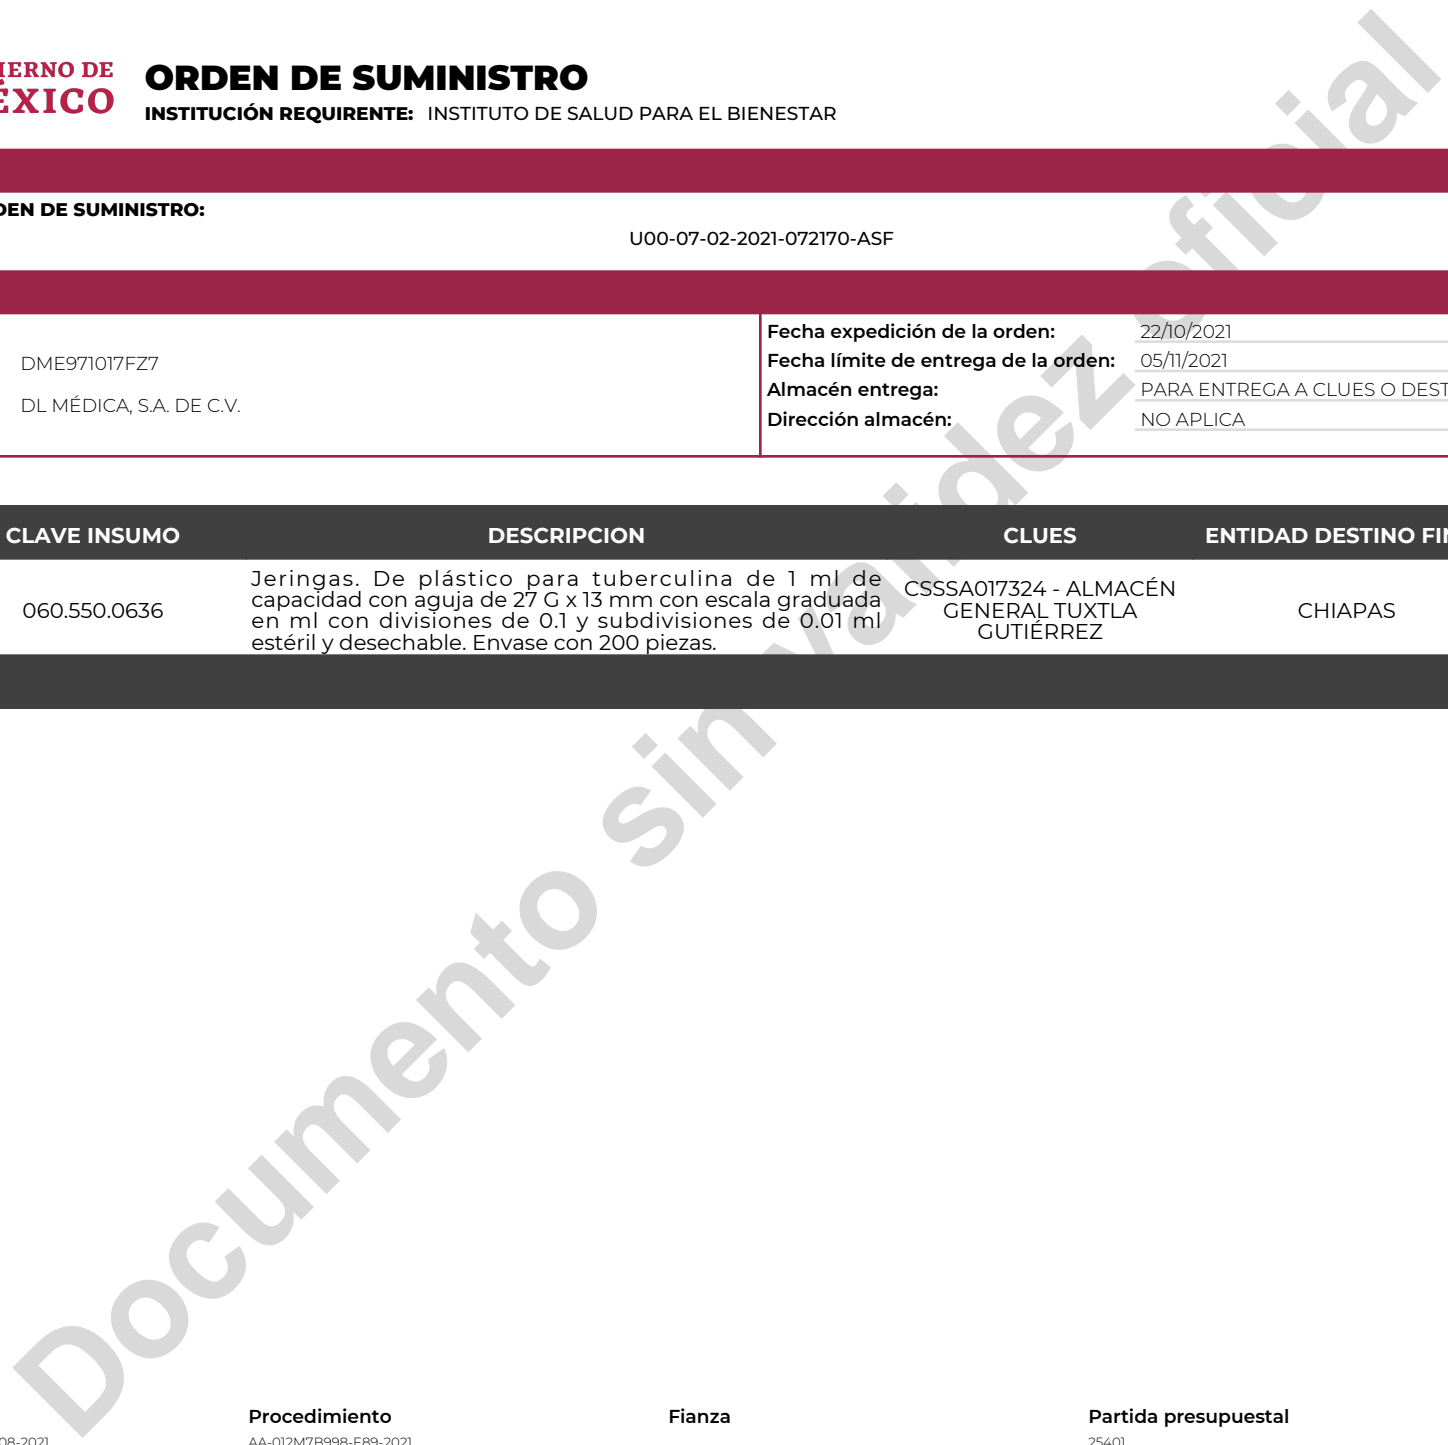 ORDEN DE SUMINISTRO
INSTITUCIÓN REQUIRENTE: INSTITUTO DE SALUD PARA EL BIENESTAR
DE SUMINISTRO:
U00-07-02-2021-072170-ASF
DME971017FZ7
DL MÉDICA, S.A. DE C.V.
Fecha expedición de la orden: 22/10/2021
Fecha límite de entrega de la orden: 05/11/2021
Almacén entrega: PARA ENTREGA A CLUES O
Dirección almacén: NO APLICA
CLAVE INSUMO DESCRIPCION CLUES ENTIDAD DESTINO
060.550.0636
Jeringas. De plástico para tuberculina de 1 ml de
capacidad con aguja de 27 G x 13 mm con escala graduada
en ml con divisiones de 0.1 y subdivisiones de 0.01 ml
estéril y desechable. Envase con 200 piezas.
CSSSA017324 - ALMACÉN
GENERAL TUXTLA
GUTIÉRREZ
CHIAPAS
Documento sin validez oficial
Procedimiento Fianza Partida presupuestal
AA-012M7B998-E89-2021 25401